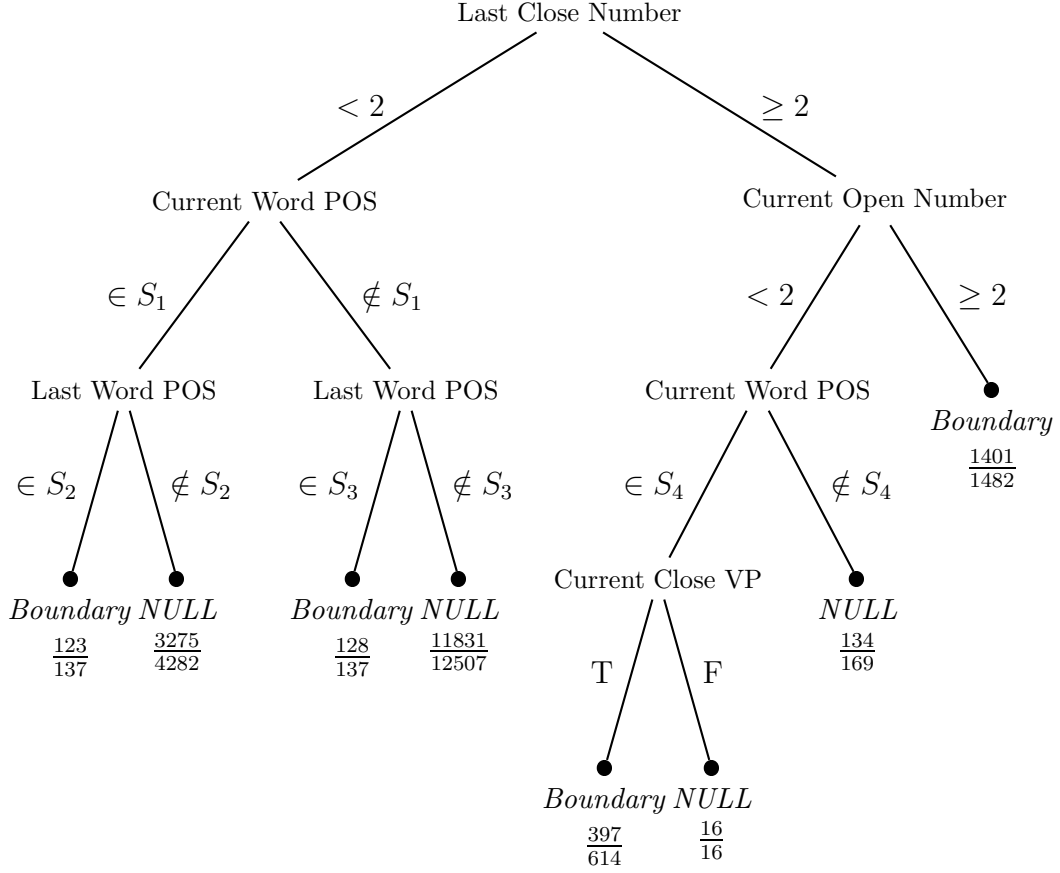 Last Close Number
< 2
≥ 2
Current Word POS
Current Open Number
∈ S₁
∉ S₁
< 2
≥ 2
Last Word POS
Last Word POS
Current Word POS
Boundary
1401
1482
∈ S₂
∉ S₂
∈ S₃
∉ S₃
∈ S₄
∉ S₄
Current Close VP
Boundary
123
137
NULL
3275
4282
Boundary
128
137
NULL
11831
12507
NULL
134
169
T
F
Boundary
397
614
NULL
16
16